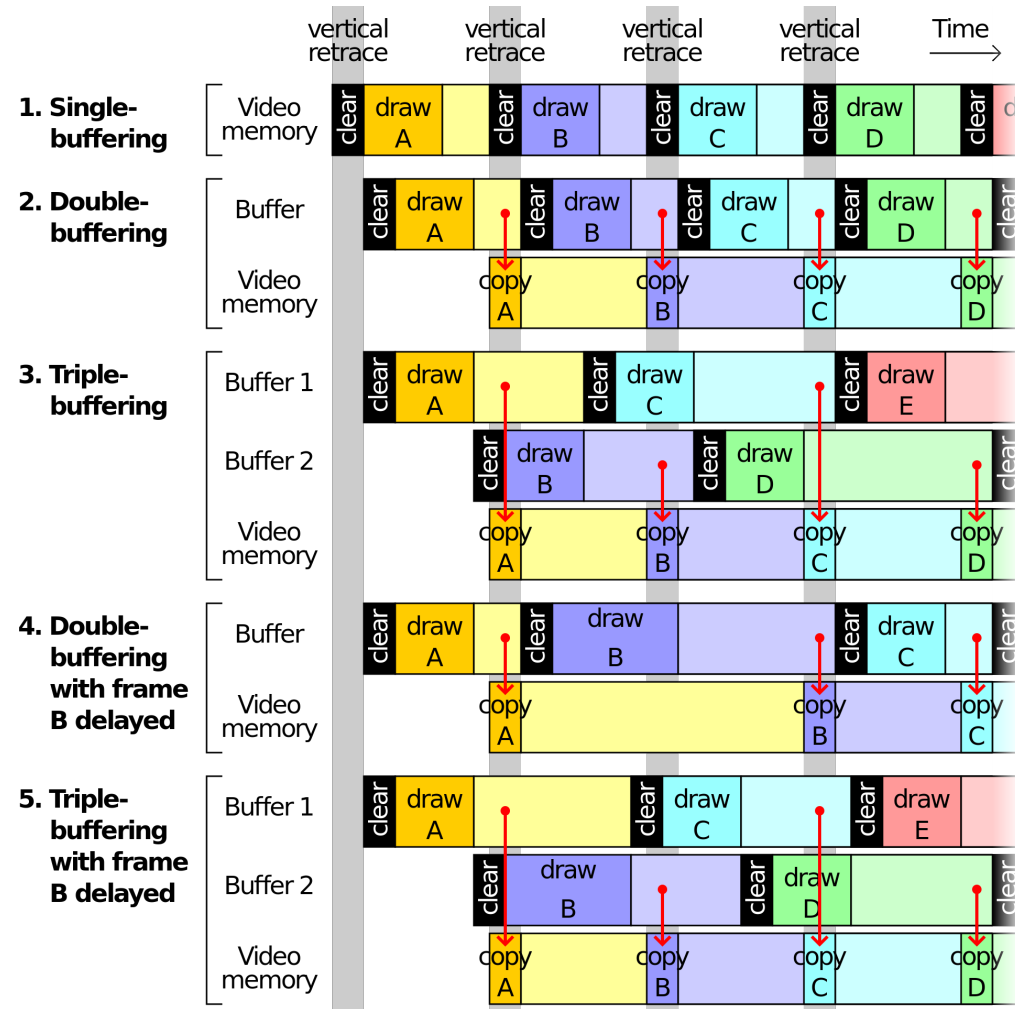 vertical
retrace
vertical
retrace
vertical
retrace
vertical
retrace
Time
1. Single-
buffering
Video
memory
clear
draw
A
clear
draw
B
clear
draw
C
clear
draw
D
clear
d
2. Double-
buffering
Buffer
clear
draw
A
clear
draw
B
clear
draw
C
clear
draw
D
clear
Video
memory
copy
A
copy
B
copy
C
copy
D
3. Triple-
buffering
Buffer 1
clear
draw
A
clear
draw
C
clear
draw
E
Buffer 2
clear
draw
B
clear
draw
D
clear
Video
memory
copy
A
copy
B
copy
C
copy
D
4. Double-
buffering
with frame
B delayed
Buffer
clear
draw
A
clear
draw
B
clear
draw
C
clear
Video
memory
copy
A
copy
B
copy
C
5. Triple-
buffering
with frame
B delayed
Buffer 1
clear
draw
A
clear
draw
C
clear
draw
E
Buffer 2
clear
draw
B
clear
draw
D
clear
Video
memory
copy
A
copy
B
copy
C
copy
D